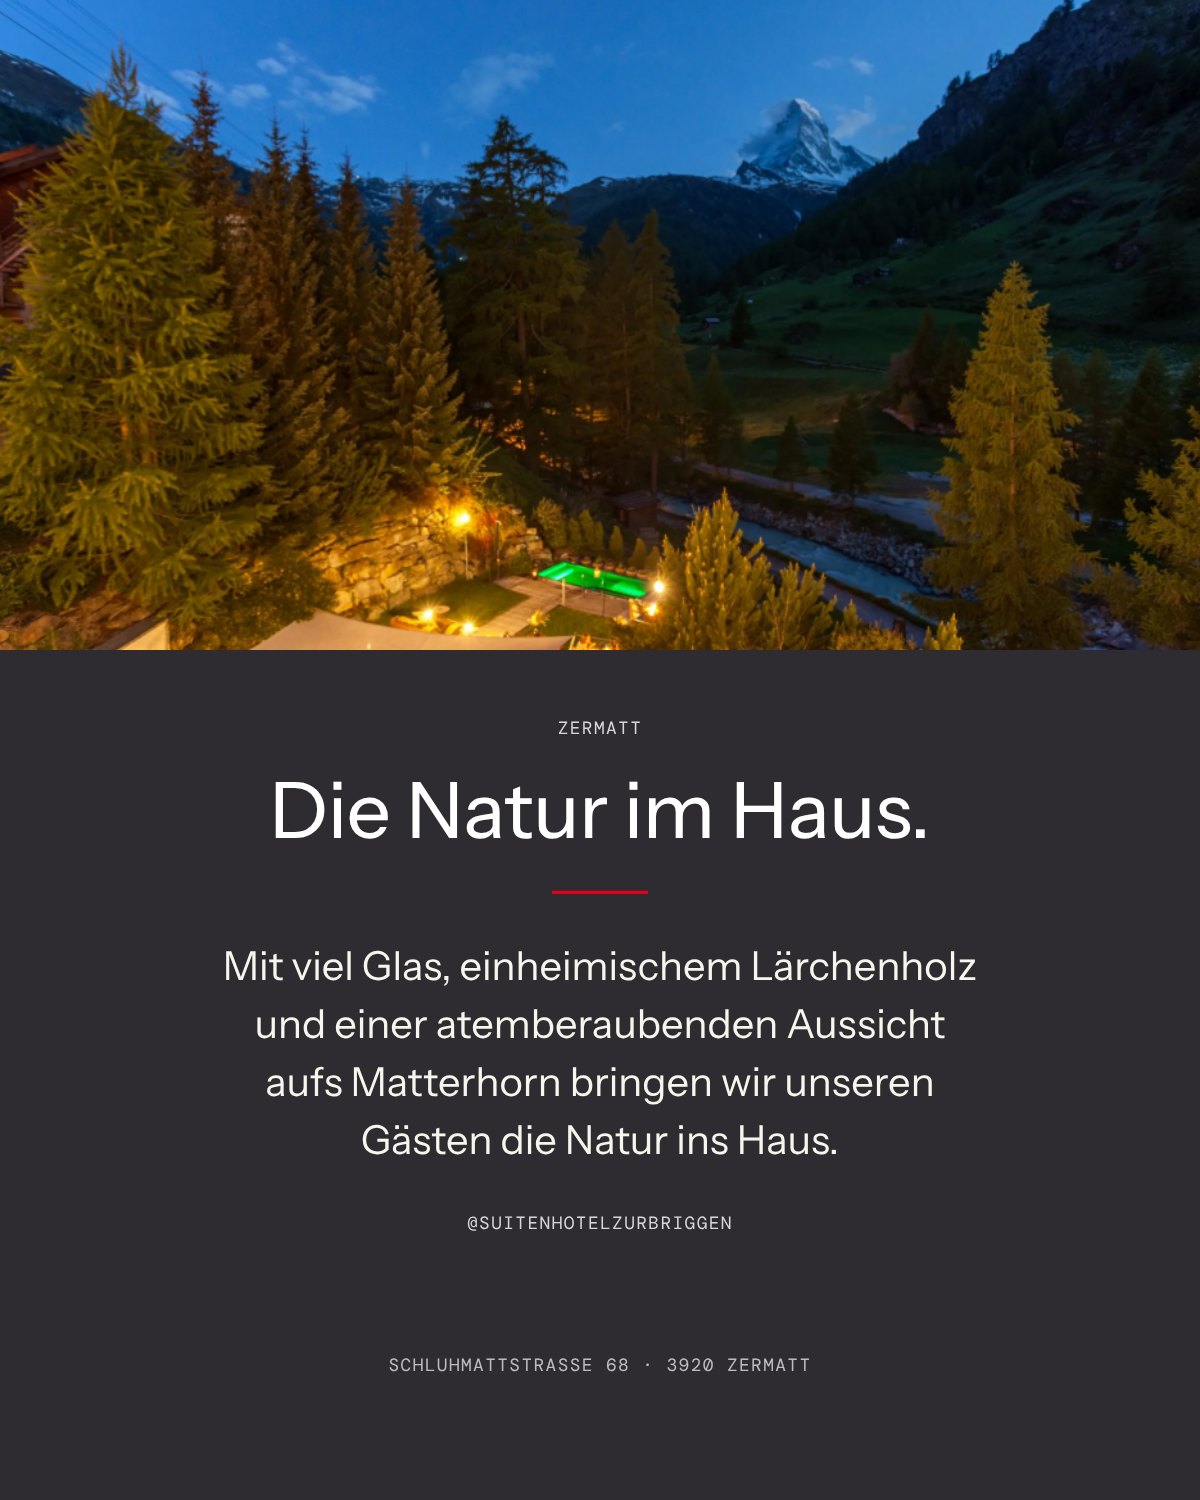 ZERMATT
Die Natur im Haus.
Mit viel Glas, einheimischem Lärchenholz
und einer atemberaubenden Aussicht
aufs Matterhorn bringen wir unseren
Gästen die Natur ins Haus.
@SUITENHOTELZURBRIGGEN
SCHLUHMATTSTRASSE 68 · 3920 ZERMATT